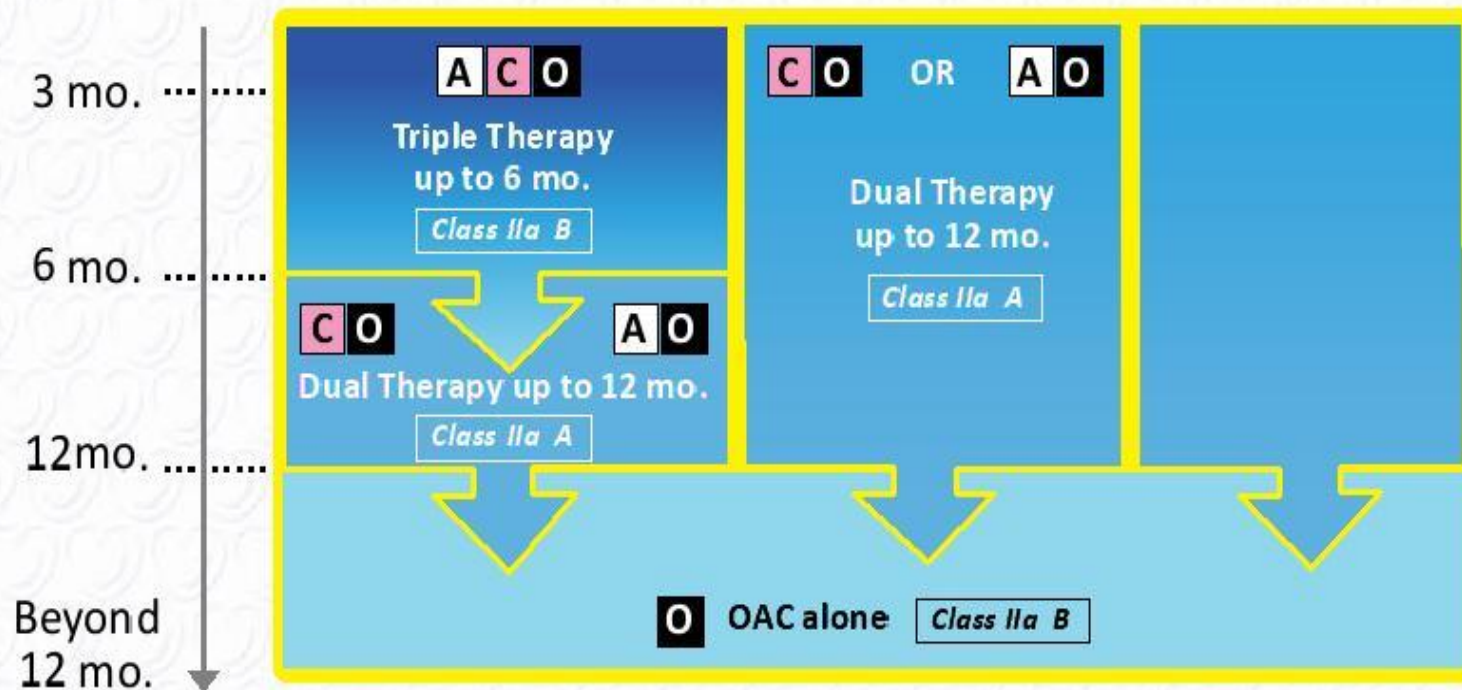 3 mo.
6 mo.
12mo.
Beyond
12 mo.
A C O
Triple Therapy
up to 6 mo.
Class IIa B
C O A O
Dual Therapy up to 12 mo.
Class IIa A
C O OR A O
Dual Therapy
up to 12 mo.
Class IIa A
O OAC alone Class IIa B